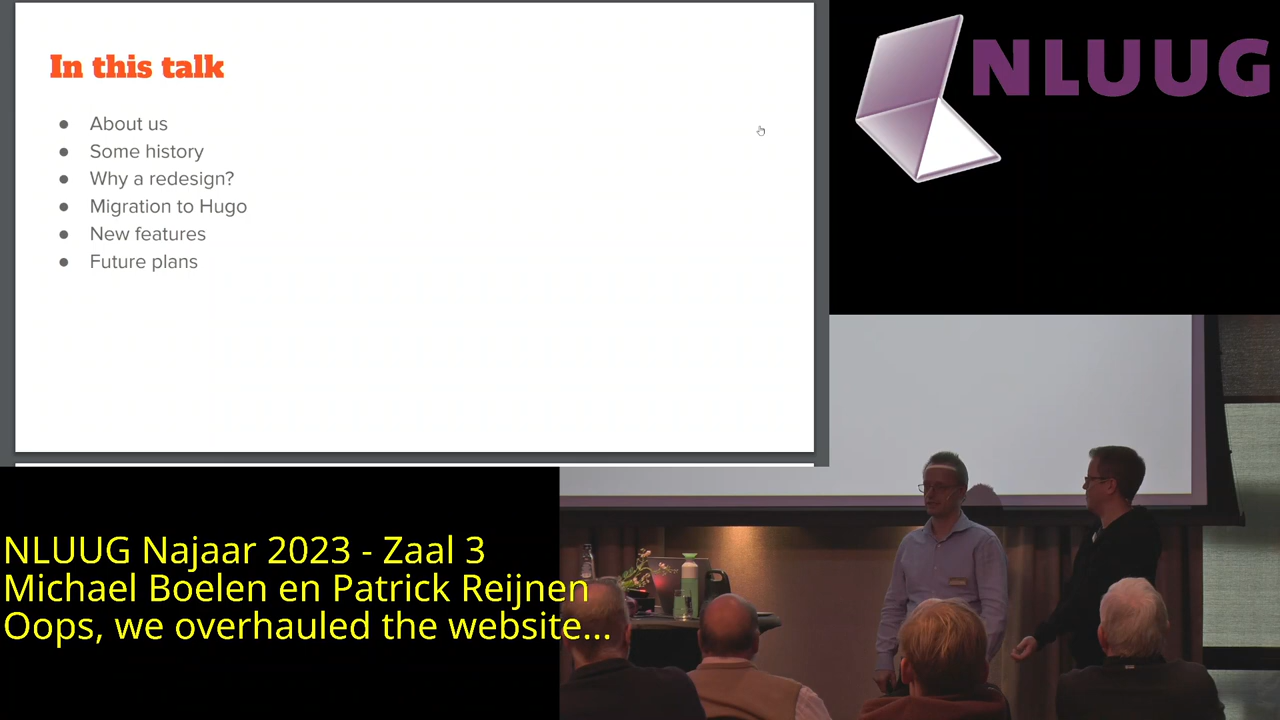 In this talk
● About us
● Some history
● Why a redesign?
● Migration to Hugo
● New features
● Future plans
NLUUG
NLUUG Najaar 2023 - Zaal 3
Michael Boelen en Patrick Reijnen
Oops, we overhauled the website...